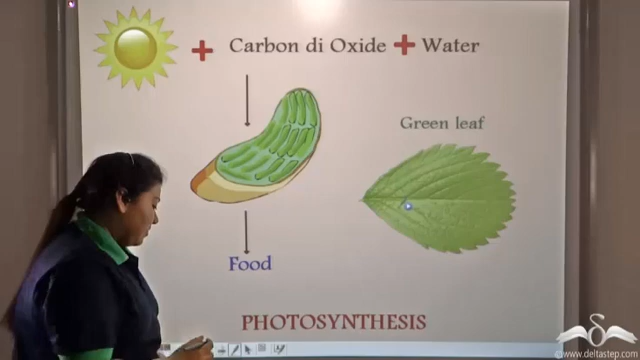 + Carbon di Oxide + Water
Green leaf
Food
PHOTOSYNTHESIS
www.deltastep.com